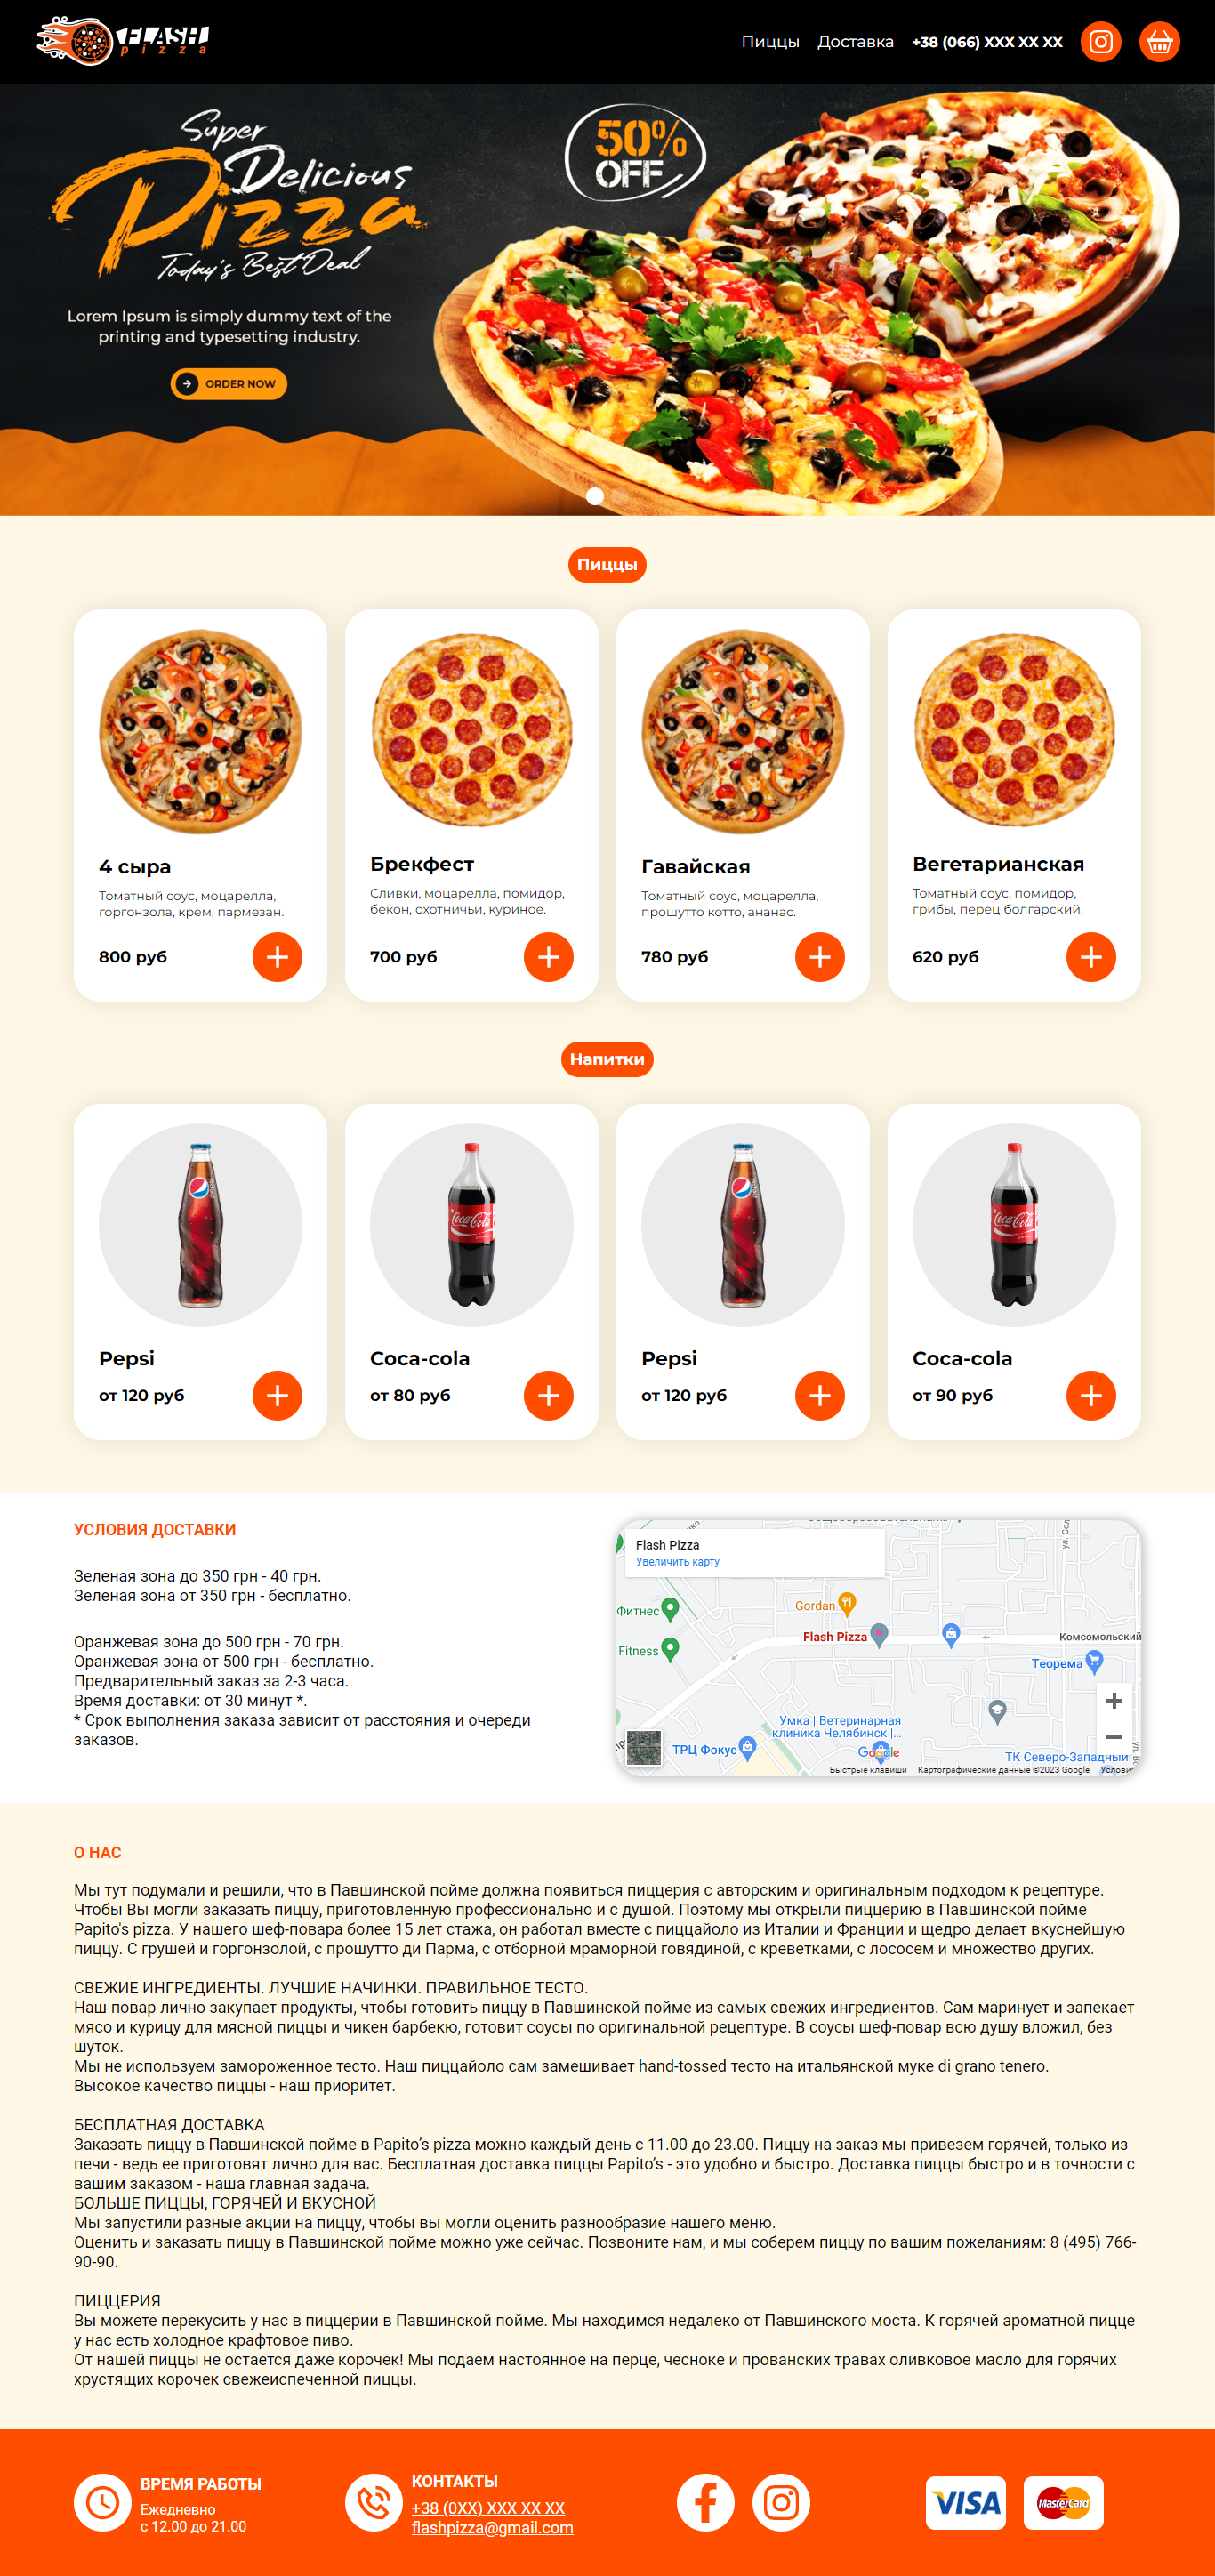 FLASH
pizza
Пиццы Доставка +38 (066) XXX XX XX
Super
Delicious
Pizza
Today's Best Deal
50%
OFF
Lorem Ipsum is simply dummy text of the
printing and typesetting industry.
ORDER NOW
Пиццы
4 сыра
Томатный соус, моцарелла,
горгонзола, крем, пармезан.
800 руб
Брекфест
Сливки, моцарелла, помидор,
бекон, охотничьи, куриное.
700 руб
Гавайская
Томатный соус, моцарелла,
прошутто котто, ананас.
780 руб
Вегетарианская
Томатный соус, помидор,
грибы, перец болгарский.
620 руб
Напитки
pepsi
Pepsi
от 120 руб
Coca-Cola
Coca-cola
от 80 руб
pepsi
Pepsi
от 120 руб
Coca-Cola
Coca-cola
от 90 руб
УСЛОВИЯ ДОСТАВКИ
Зеленая зона до 350 грн - 40 грн.
Зеленая зона от 350 грн - бесплатно.
Оранжевая зона до 500 грн - 70 грн.
Оранжевая зона от 500 грн - бесплатно.
Предварительный заказ за 2-3 часа.
Время доставки: от 30 минут *.
* Срок выполнения заказа зависит от расстояния и очереди
заказов.
Flash Pizza
Увеличить карту
ул. Сол
Фитнес
Gordan
Flash Pizza
Fitness
Комсомольский
Теорема
Умка | Ветеринарная
клиника Челябинск |...
ТРЦ Фокус
Google
ТК Северо-Западный
Быстрые клавиши Картографические данные ©2023 Google Услови
О НАС
Мы тут подумали и решили, что в Павшинской пойме должна появиться пиццерия с авторским и оригинальным подходом к рецептуре.
Чтобы Вы могли заказать пиццу, приготовленную профессионально и с душой. Поэтому мы открыли пиццерию в Павшинской пойме
Papito's pizza. У нашего шеф-повара более 15 лет стажа, он работал вместе с пиццайоло из Италии и Франции и щедро делает вкуснейшую
пиццу. С грушей и горгонзолой, с прошутто ди Парма, с отборной мраморной говядиной, с креветками, с лососем и множество других.
СВЕЖИЕ ИНГРЕДИЕНТЫ. ЛУЧШИЕ НАЧИНКИ. ПРАВИЛЬНОЕ ТЕСТО.
Наш повар лично закупает продукты, чтобы готовить пиццу в Павшинской пойме из самых свежих ингредиентов. Сам маринует и запекает
мясо и курицу для мясной пиццы и чикен барбекю, готовит соусы по оригинальной рецептуре. В соусы шеф-повар всю душу вложил, без
шуток.
Мы не используем замороженное тесто. Наш пиццайоло сам замешивает hand-tossed тесто на итальянской муке di grano tenero.
Высокое качество пиццы - наш приоритет.
БЕСПЛАТНАЯ ДОСТАВКА
Заказать пиццу в Павшинской пойме в Papito’s pizza можно каждый день с 11.00 до 23.00. Пиццу на заказ мы привезем горячей, только из
печи - ведь ее приготовят лично для вас. Бесплатная доставка пиццы Papito’s - это удобно и быстро. Доставка пиццы быстро и в точности с
вашим заказом - наша главная задача.
БОЛЬШЕ ПИЦЦЫ, ГОРЯЧЕЙ И ВКУСНОЙ
Мы запустили разные акции на пиццу, чтобы вы могли оценить разнообразие нашего меню.
Оценить и заказать пиццу в Павшинской пойме можно уже сейчас. Позвоните нам, и мы соберем пиццу по вашим пожеланиям: 8 (495) 766-
90-90.
ПИЦЦЕРИЯ
Вы можете перекусить у нас в пиццерии в Павшинской пойме. Мы находимся недалеко от Павшинского моста. К горячей ароматной пицце
у нас есть холодное крафтовое пиво.
От нашей пиццы не остается даже корочек! Мы подаем настоянное на перце, чесноке и прованских травах оливковое масло для горячих
хрустящих корочек свежеиспеченной пиццы.
ВРЕМЯ РАБОТЫ
Ежедневно
с 12.00 до 21.00
КОНТАКТЫ
+38 (0XX) XXX XX XX
flashpizza@gmail.com
VISA
MasterCard